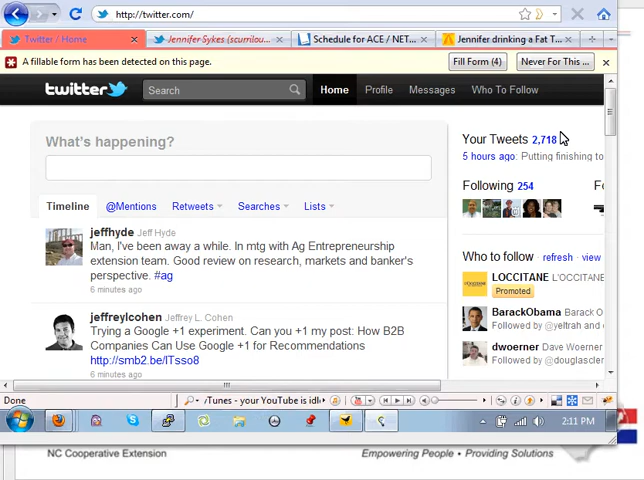 http://twitter.com/
Twitter / Home
Jennifer Sykes (scurrilou...
Schedule for ACE / NET...
Jennifer drinking a Fat T...
A fillable form has been detected on this page.
Fill Form (4)
Never For This ...
twitter
Search
Home
Profile
Messages
Who To Follow
What's happening?
Your Tweets 2,718
5 hours ago: Putting finishing to
Following 254
Timeline
@Mentions
Retweets
Searches
Lists
jeffhyde Jeff Hyde
Man, I've been away a while. In mtg with Ag Entrepreneurship
extension team. Good review on research, markets and banker's
perspective. #ag
6 minutes ago
Who to follow · refresh · view
LOCCITANE L'OCCITANE
Promoted
BarackObama Barack O
Followed by @yeltrah and oth
dwoerner Dave Woerner
Followed by @douglascler
jeffreylcohen Jeffrey L. Cohen
Trying a Google +1 experiment. Can you +1 my post: How B2B
Companies Can Use Google +1 for Recommendations
http://smb2.be/lTsso8
6 minutes ago
Done
iTunes - your YouTube is idle
2:11 PM
NC Cooperative Extension
Empowering People • Providing Solutions